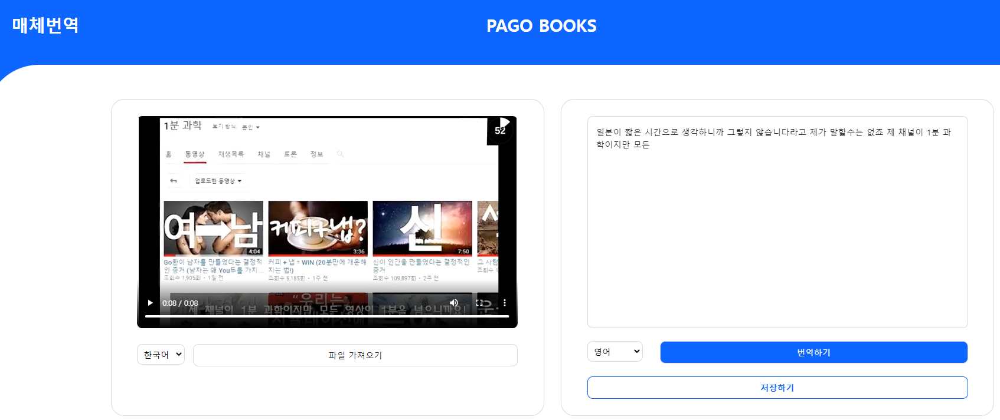 매체번역
PAGO BOOKS
1분 과학 보기 방식: 본인
52
홈 동영상 재생목록 채널 토론 정보
업로드한 동영상
여→남
커피+냅?
신
4:04
3:36
7:50
Go환이 남자를 만들었다는 결정적
인 증거 (남자는 왜 You두를 가지...
조회수 1,905회 • 1일 전
커피 + 냅 = WIN (20분만에 개운해
지는 법!)
조회수 5,185회 • 1주 전
신이 인간을 만들었다는 결정적인
증거
조회수 109,897회 • 2주 전
그 사람
조회수 1
"우리는
0:08 / 0:08
제 채널이 1분 과학이지만 모든 영상이 1분을 넘으니까요!
한국어
파일 가져오기
일본이 짧은 시간으로 생각하니까 그렇지 않습니다라고 제가 말할수는 없죠 제 채널이 1분 과
학이지만 모든
영어
번역하기
저장하기